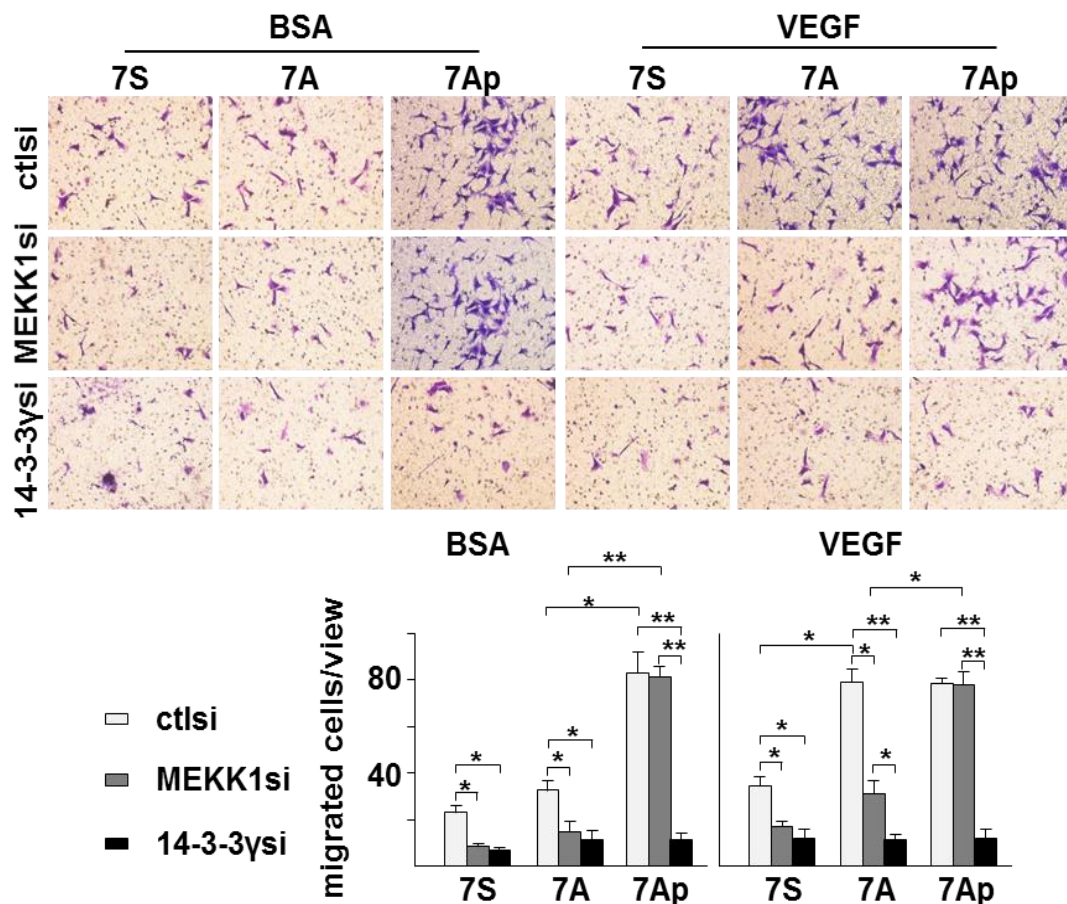 BSA VEGF
7S 7A 7Ap 7S 7A 7Ap
ctlsi
MEKK1si
14-3-3γsi
BSA VEGF
** *
* * ** * ** **
* ** * **
* * * * *
* * *
migrated cells/view
80
40
ctlsi
MEKK1si
14-3-3γsi
7S 7A 7Ap 7S 7A 7Ap